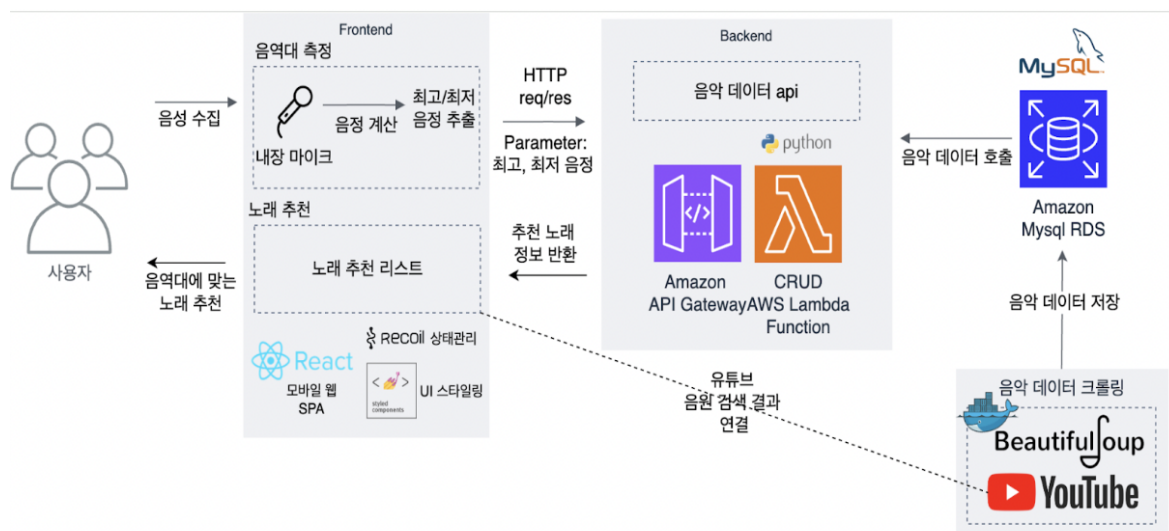 Frontend
음역대 측정
음정 계산
최고/최저
음정 추출
내장 마이크
음성 수집
사용자
음역대에 맞는
노래 추천
노래 추천
노래 추천 리스트
React
모바일 웹
SPA
Recoil 상태관리
styled
components
UI 스타일링
HTTP
req/res
Parameter:
최고, 최저 음정
추천 노래
정보 반환
Backend
음악 데이터 api
python
Amazon
API Gateway
CRUD
AWS Lambda
Function
음악 데이터 호출
MySQL
Amazon
Mysql RDS
음악 데이터 저장
유튜브
음원 검색 결과
연결
음악 데이터 크롤링
BeautifulSoup
YouTube